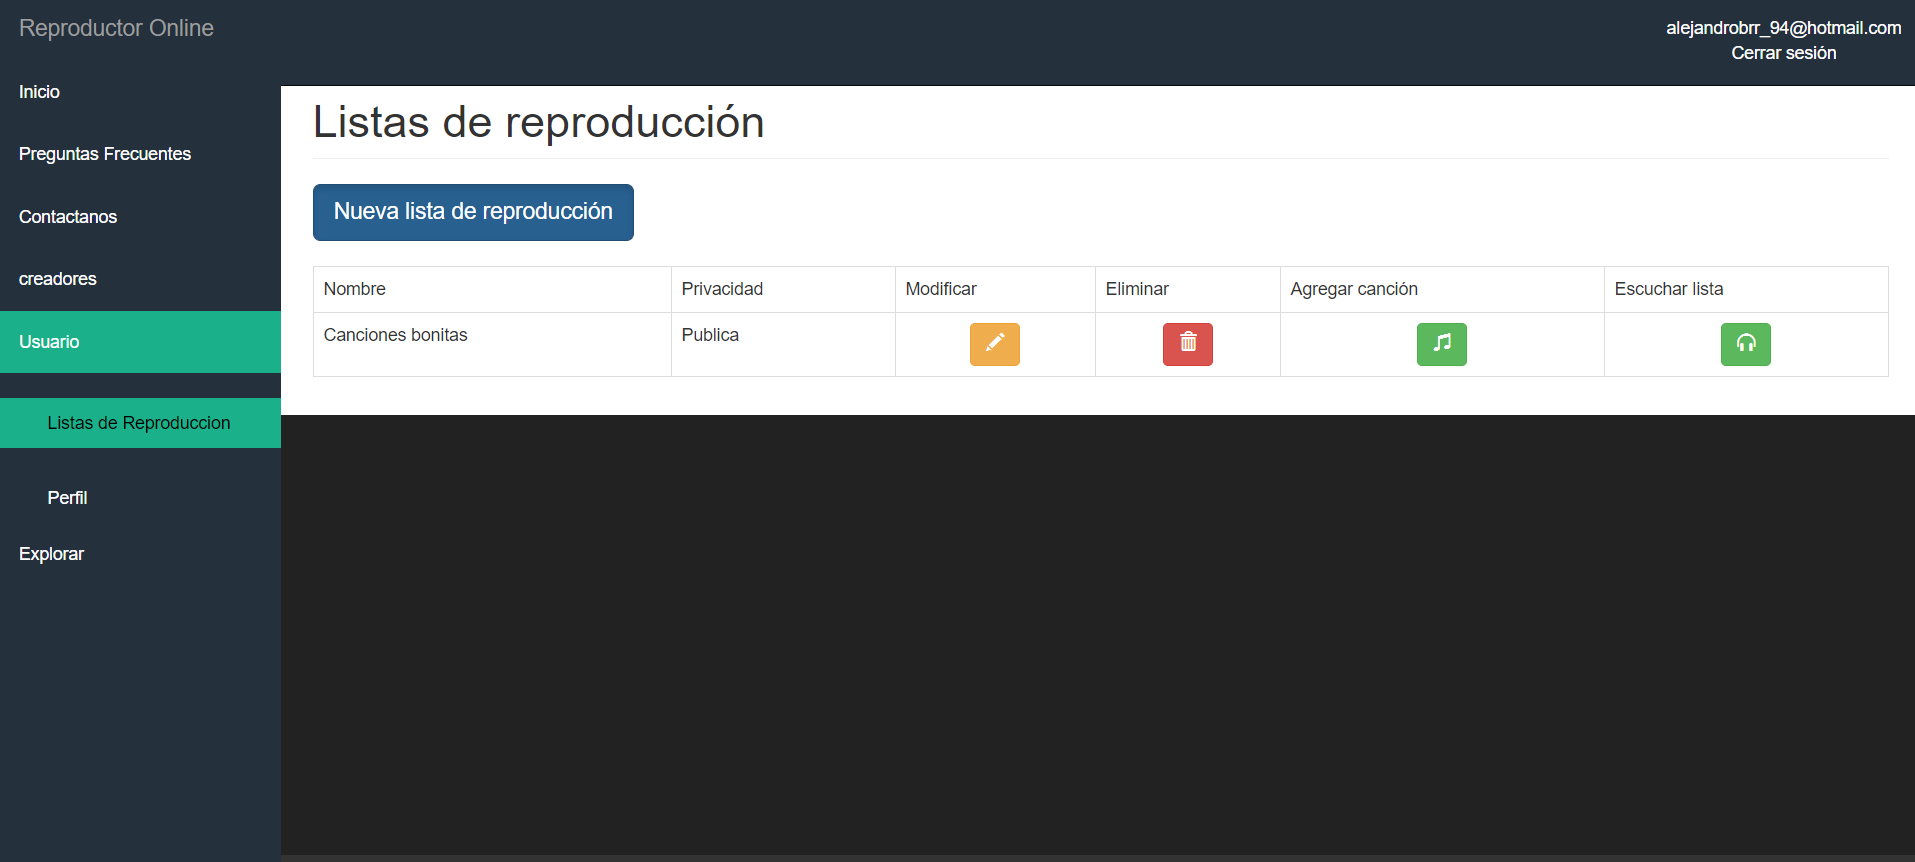 Reproductor Online
alejandrobrr_94@hotmail.com
Cerrar sesión
Inicio
Preguntas Frecuentes
Contactanos
creadores
Usuario
Listas de Reproduccion
Perfil
Explorar
Listas de reproducción
Nueva lista de reproducción
Nombre Privacidad Modificar Eliminar Agregar canción Escuchar lista
Canciones bonitas Publica